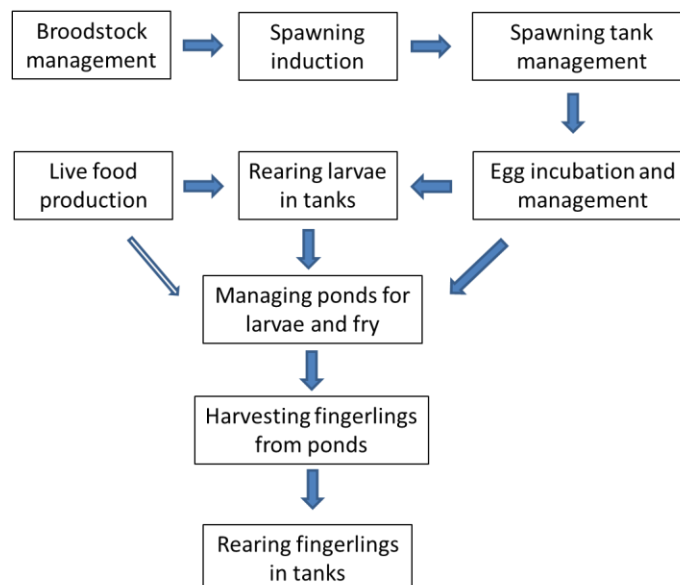 Broodstock
management
Spawning
induction
Spawning tank
management
Live food
production
Rearing larvae
in tanks
Egg incubation and
management
Managing ponds for
larvae and fry
Harvesting fingerlings
from ponds
Rearing fingerlings
in tanks